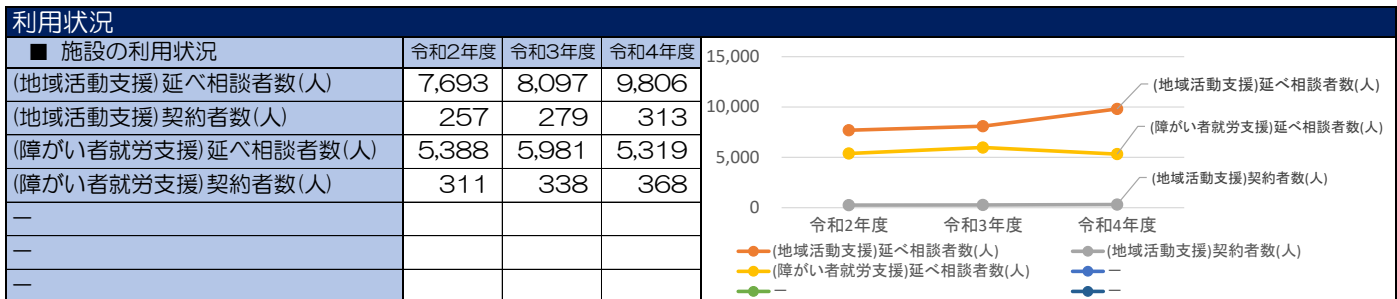 利用状況
■ 施設の利用状況 令和2年度 令和3年度 令和4年度
(地域活動支援)延べ相談者数(人) 7,693 8,097 9,806
(地域活動支援)契約者数(人) 257 279 313
(障がい者就労支援)延べ相談者数(人) 5,388 5,981 5,319
(障がい者就労支援)契約者数(人) 311 338 368
－
－
－
15,000
10,000
5,000
0
(地域活動支援)延べ相談者数(人)
(障がい者就労支援)延べ相談者数(人)
(地域活動支援)契約者数(人)
令和2年度 令和3年度 令和4年度
(地域活動支援)延べ相談者数(人) (地域活動支援)契約者数(人)
(障がい者就労支援)延べ相談者数(人) －
－ －